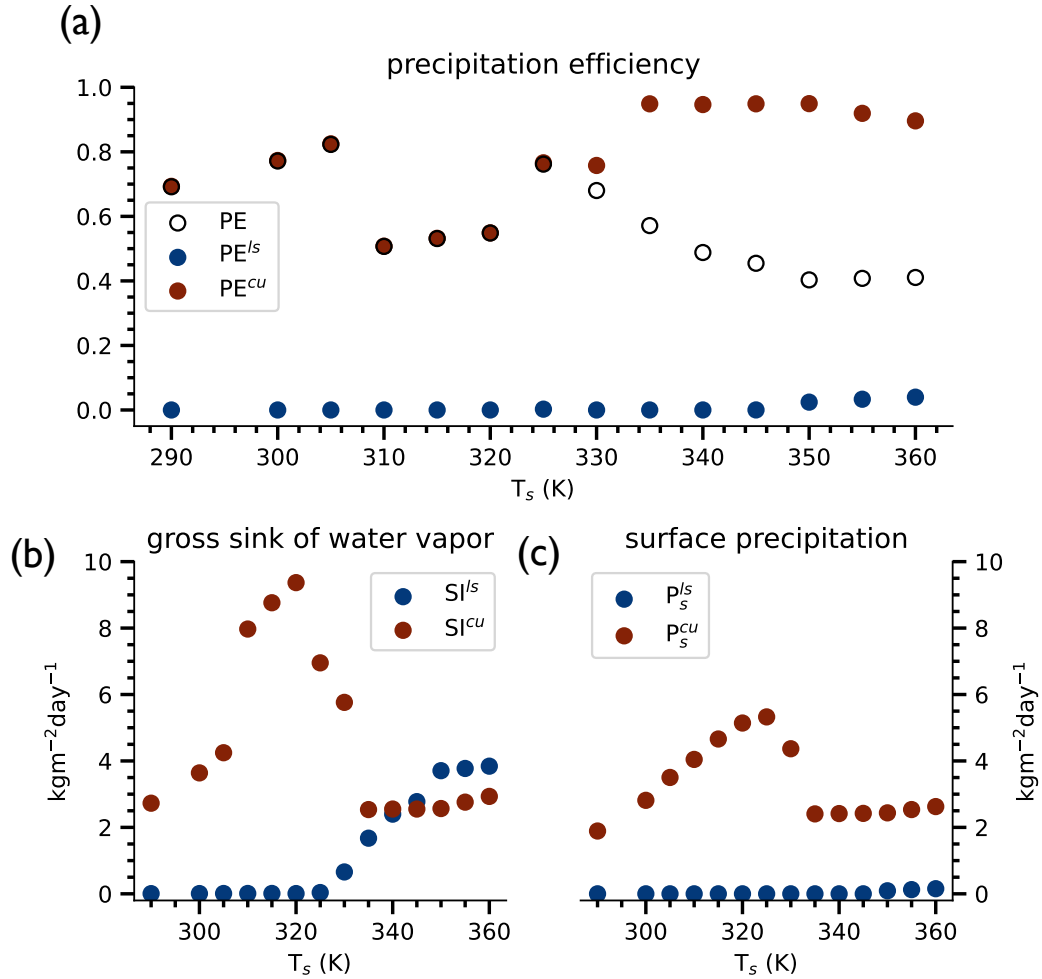 (a)
precipitation efficiency
1.0
0.8
0.6
0.4
0.2
0.0
PE
PE^ls
PE^cu
290 300 310 320 330 340 350 360
T_s (K)
(b)
gross sink of water vapor
10
8
6
4
2
0
kgm⁻²day⁻¹
SI^ls
SI^cu
300 320 340 360
T_s (K)
(c)
surface precipitation
P_s^ls
P_s^cu
10
8
6
4
2
0
kgm⁻²day⁻¹
300 320 340 360
T_s (K)